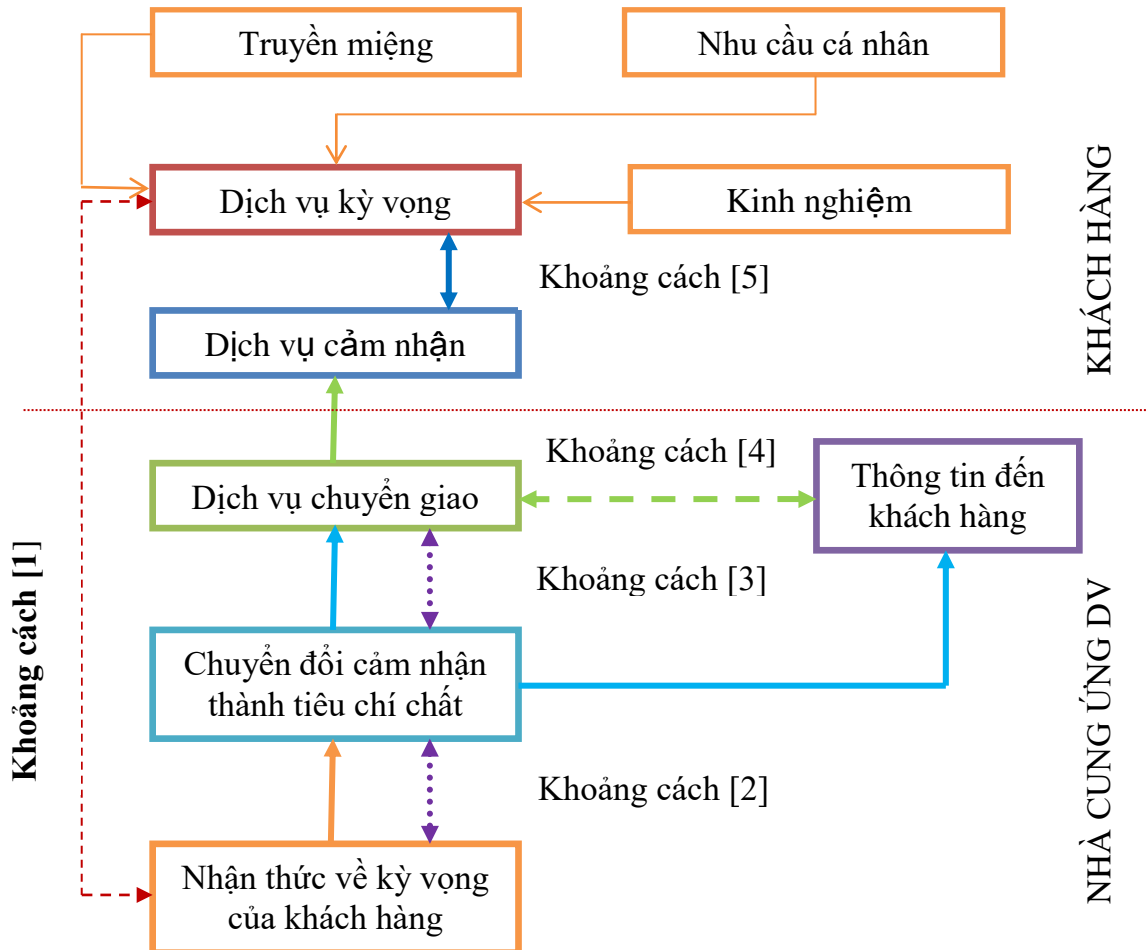 Truyền miệng
Nhu cầu cá nhân
Dịch vụ kỳ vọng
Kinh nghiệm
Khoảng cách [5]
Dịch vụ cảm nhận
KHÁCH HÀNG
Khoảng cách [4]
Dịch vụ chuyển giao
Thông tin đến
khách hàng
Khoảng cách [3]
Khoảng cách [1]
Chuyển đổi cảm nhận
thành tiêu chí chất
Khoảng cách [2]
NHÀ CUNG ỨNG DV
Nhận thức về kỳ vọng
của khách hàng